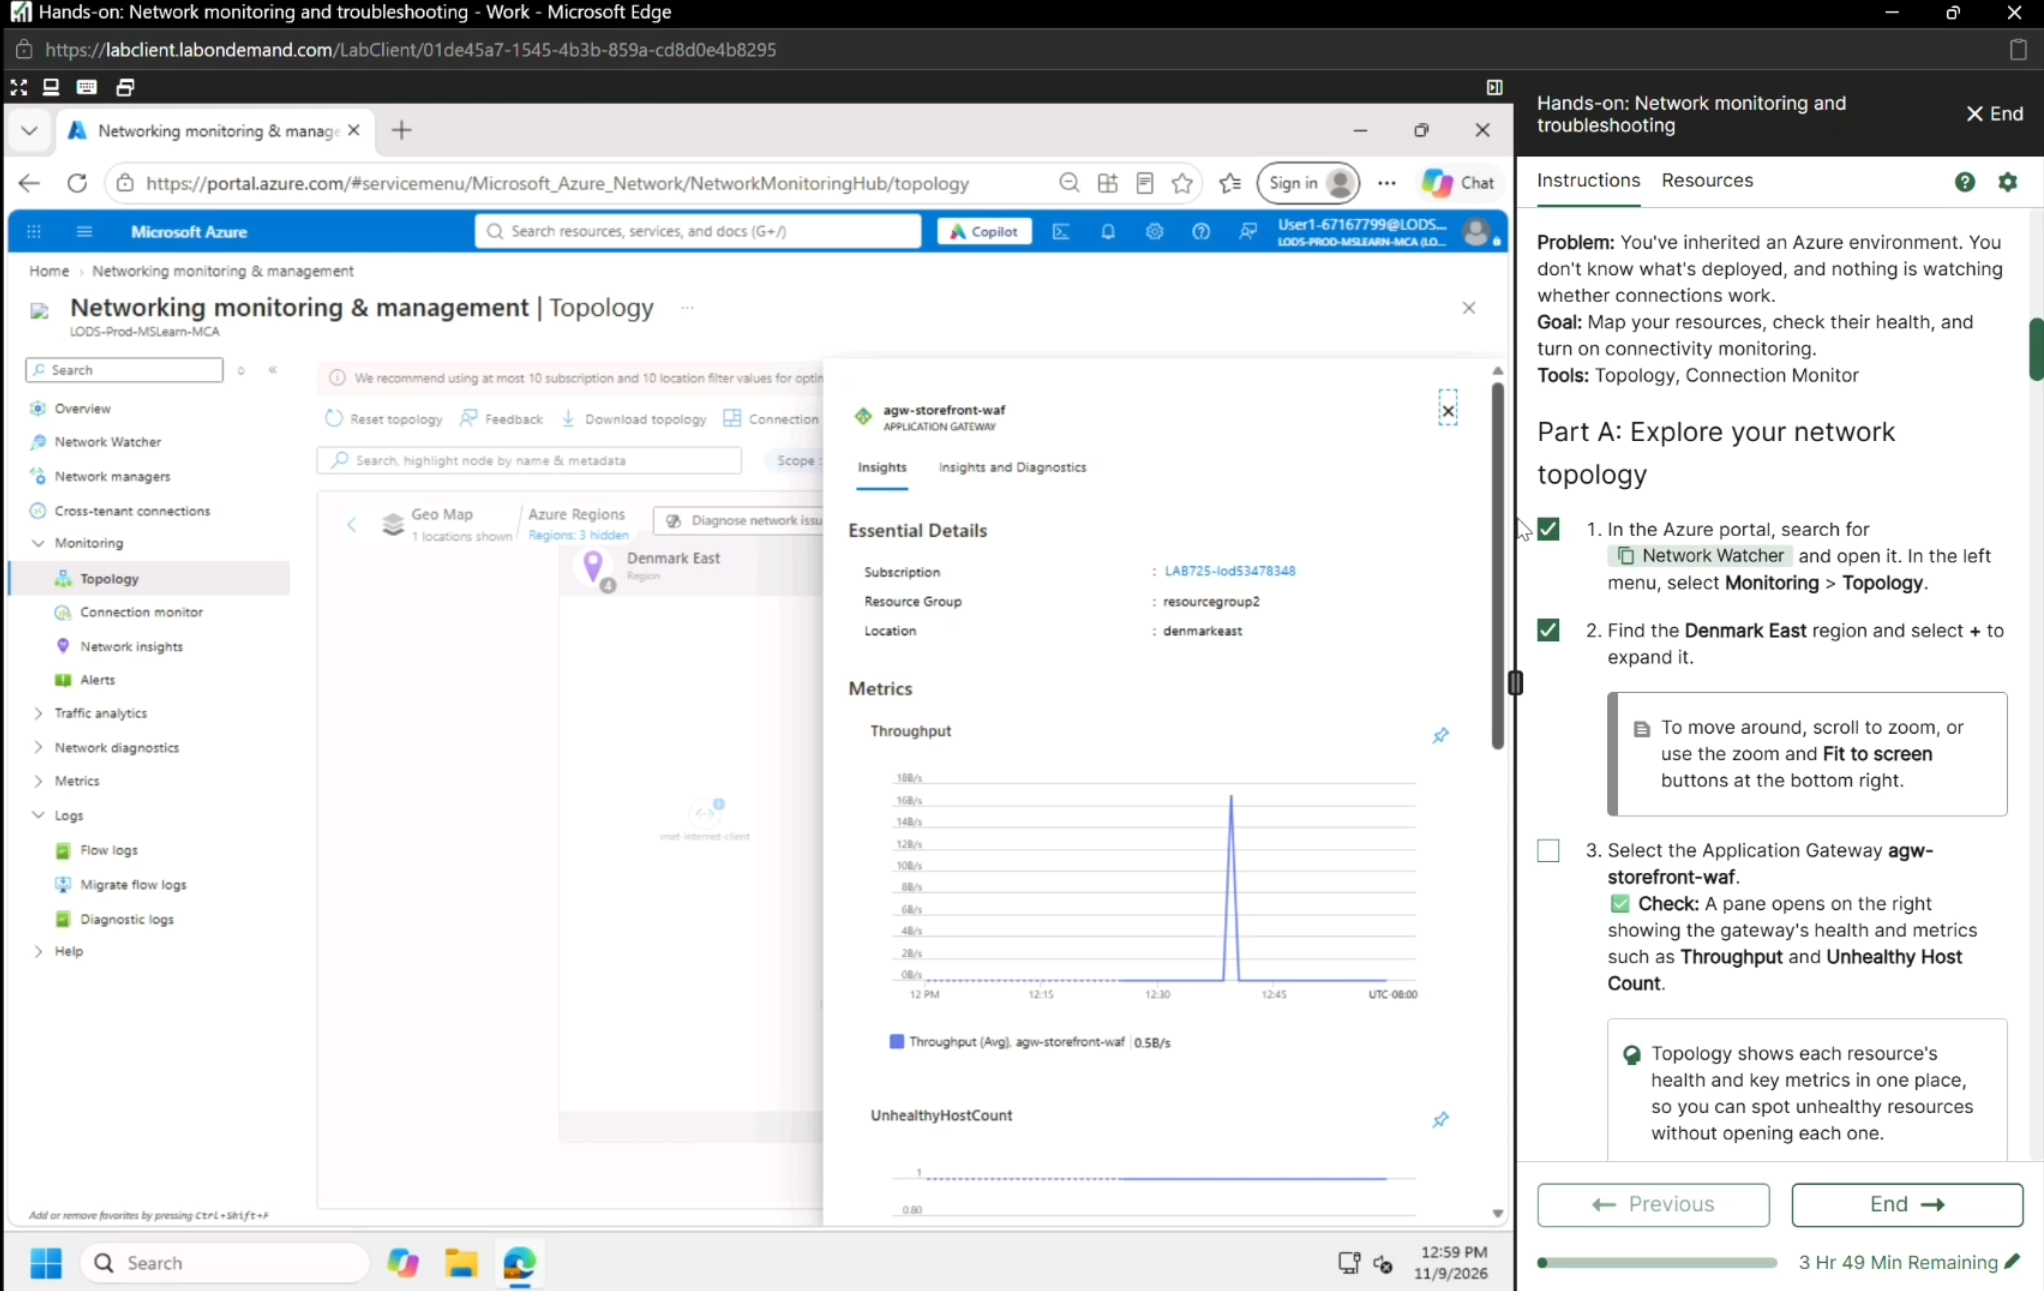 Hands-on: Network monitoring and troubleshooting - Work - Microsoft Edge
https://labclient.labondemand.com/LabClient/01de45a7-1545-4b3b-859a-cd8d0e4b8295
Networking monitoring & manage
https://portal.azure.com/#servicemenu/Microsoft_Azure_Network/NetworkMonitoringHub/topology
Sign in
Chat
Microsoft Azure
Search resources, services, and docs (G+/)
Copilot
User1-67167799@LODS...
LODS-PROD-MSLEARN-MCA (LO...
Home > Networking monitoring & management
Networking monitoring & management | Topology ...
LODS-Prod-MSLearn-MCA
Search
Overview
Network Watcher
Network managers
Cross-tenant connections
Monitoring
Topology
Connection monitor
Network insights
Alerts
Traffic analytics
Network diagnostics
Metrics
Logs
Flow logs
Migrate flow logs
Diagnostic logs
Help
Add or remove favorites by pressing Ctrl+Shift+F
We recommend using at most 10 subscription and 10 location filter values for optim
Reset topology
Feedback
Download topology
Connection
Search, highlight node by name & metadata
Scope :
Geo Map
1 locations shown
Azure Regions
Regions: 3 hidden
Diagnose network issu
Denmark East
Region
4
vnet-internet-client
agw-storefront-waf
APPLICATION GATEWAY
Insights
Insights and Diagnostics
Essential Details
Subscription : LAB725-lod53478348
Resource Group : resourcegroup2
Location : denmarkeast
Metrics
Throughput
18B/s
16B/s
14B/s
12B/s
10B/s
8B/s
6B/s
4B/s
2B/s
0B/s
12 PM 12:15 12:30 12:45 UTC-08:00
Throughput (Avg), agw-storefront-waf | 0.5B/s
UnhealthyHostCount
1
0.80
Search
12:59 PM
11/9/2026
Hands-on: Network monitoring and
troubleshooting
End
Instructions
Resources
Problem: You've inherited an Azure environment. You
don't know what's deployed, and nothing is watching
whether connections work.
Goal: Map your resources, check their health, and
turn on connectivity monitoring.
Tools: Topology, Connection Monitor
Part A: Explore your network
topology
1. In the Azure portal, search for
Network Watcher and open it. In the left
menu, select Monitoring > Topology.
2. Find the Denmark East region and select + to
expand it.
To move around, scroll to zoom, or
use the zoom and Fit to screen
buttons at the bottom right.
3. Select the Application Gateway agw-
storefront-waf.
Check: A pane opens on the right
showing the gateway's health and metrics
such as Throughput and Unhealthy Host
Count.
Topology shows each resource's
health and key metrics in one place,
so you can spot unhealthy resources
without opening each one.
← Previous
End →
3 Hr 49 Min Remaining